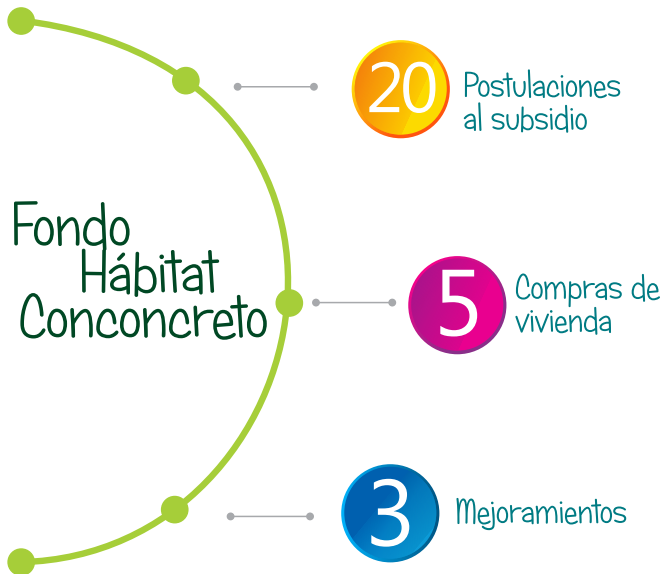 Fondo
Hábitat
Conconcreto
20
Postulaciones
al subsidio
5
Compras de
vivienda
3
Mejoramientos